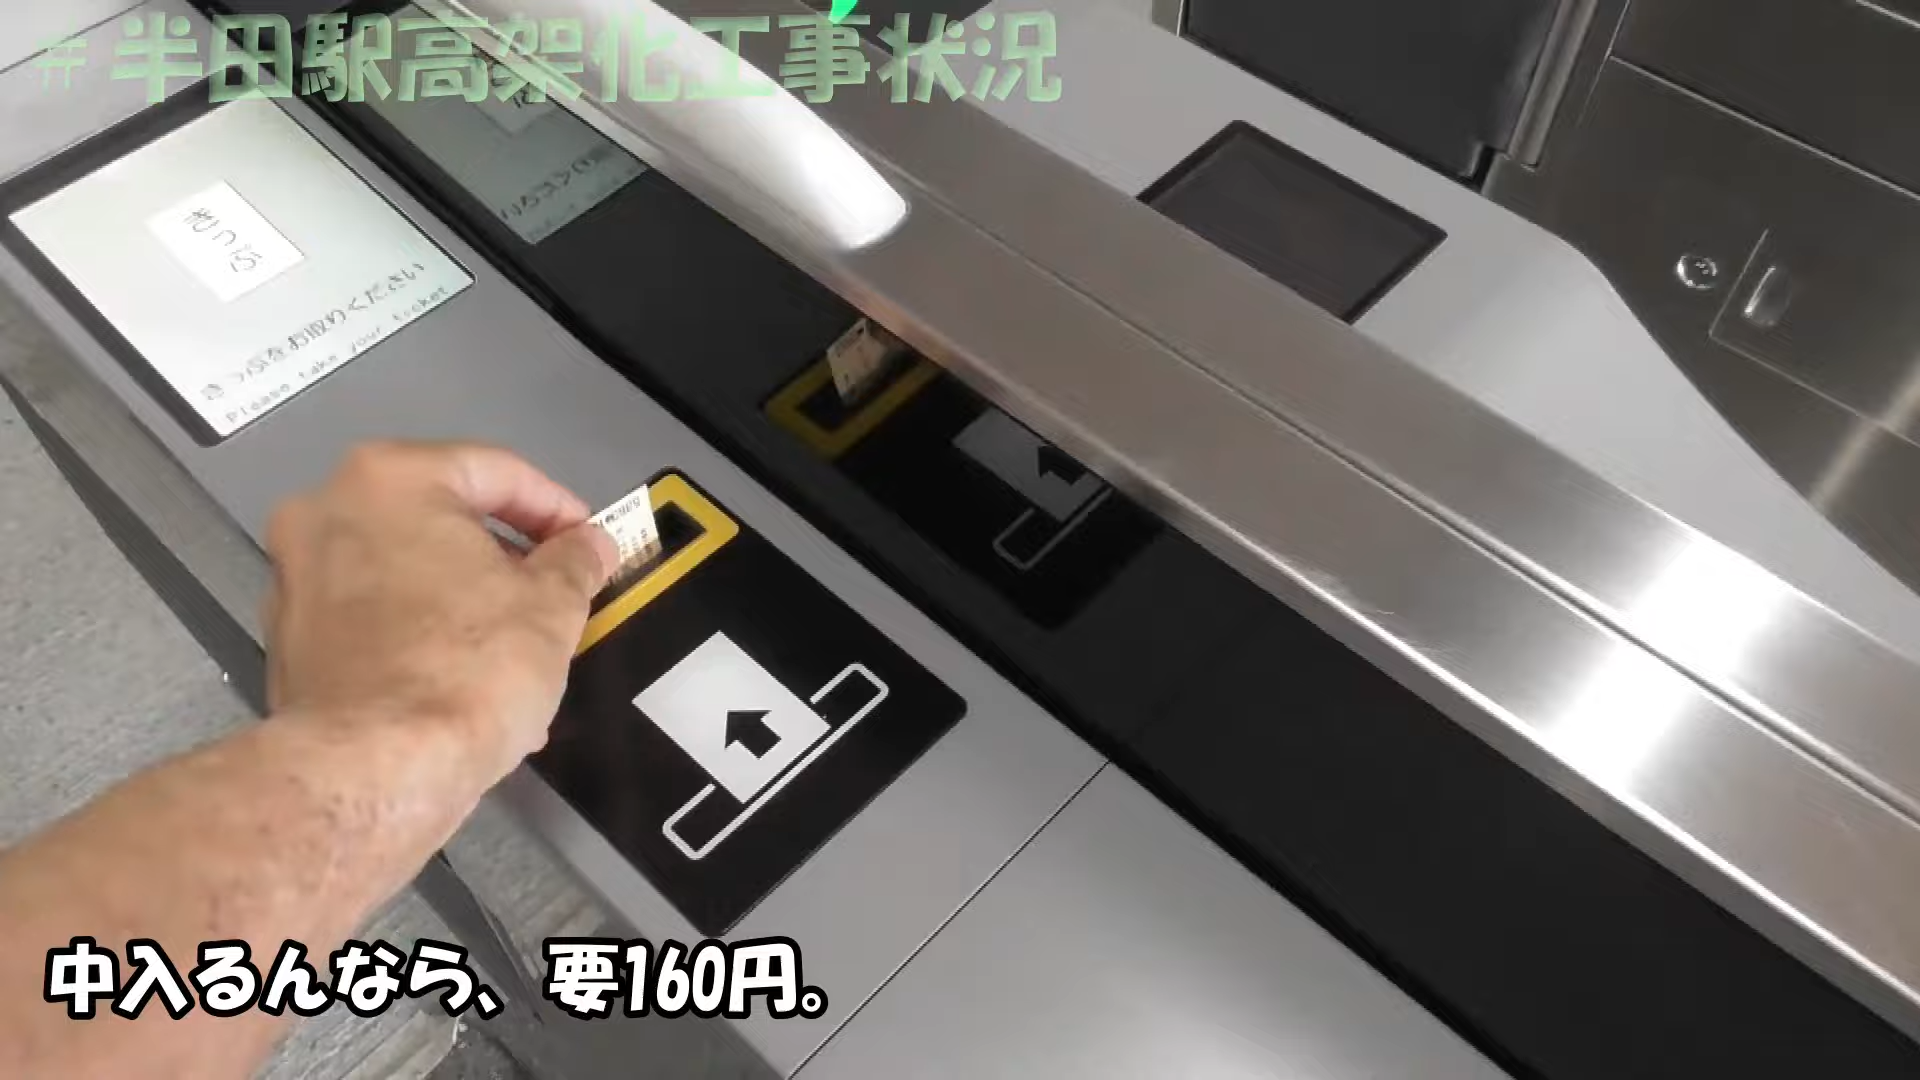 #半田駅高架化工事状況
きっぷ
きっぷをお取りください
Please take your ticket
中入るんなら、要160円。